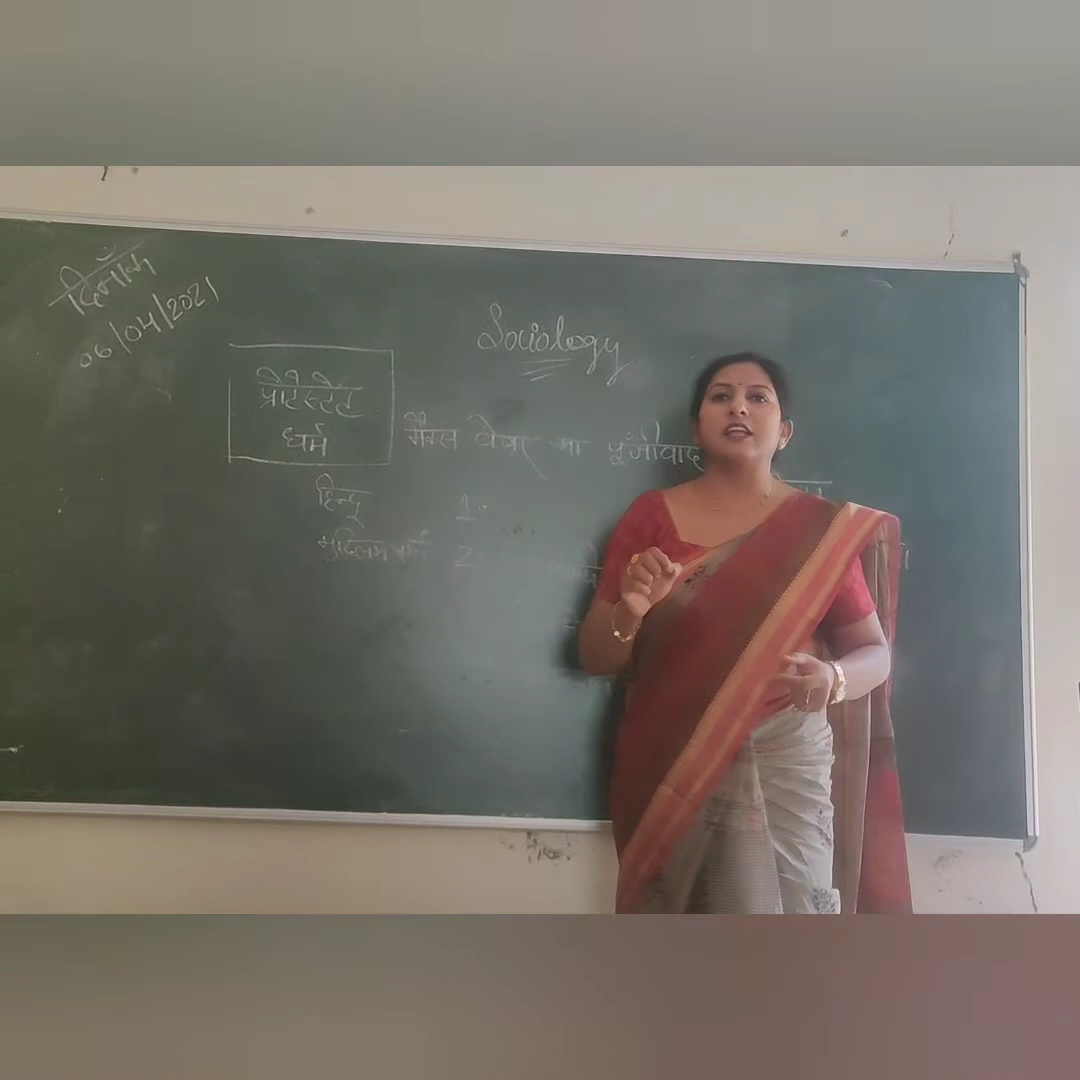 दिनाँक
06/04/2021
Sociology
प्रोटेस्टेंट
धर्म
मैक्स वेबर का पूँजीवाद
हिन्दू 1.
मुस्लिम धर्म 2.